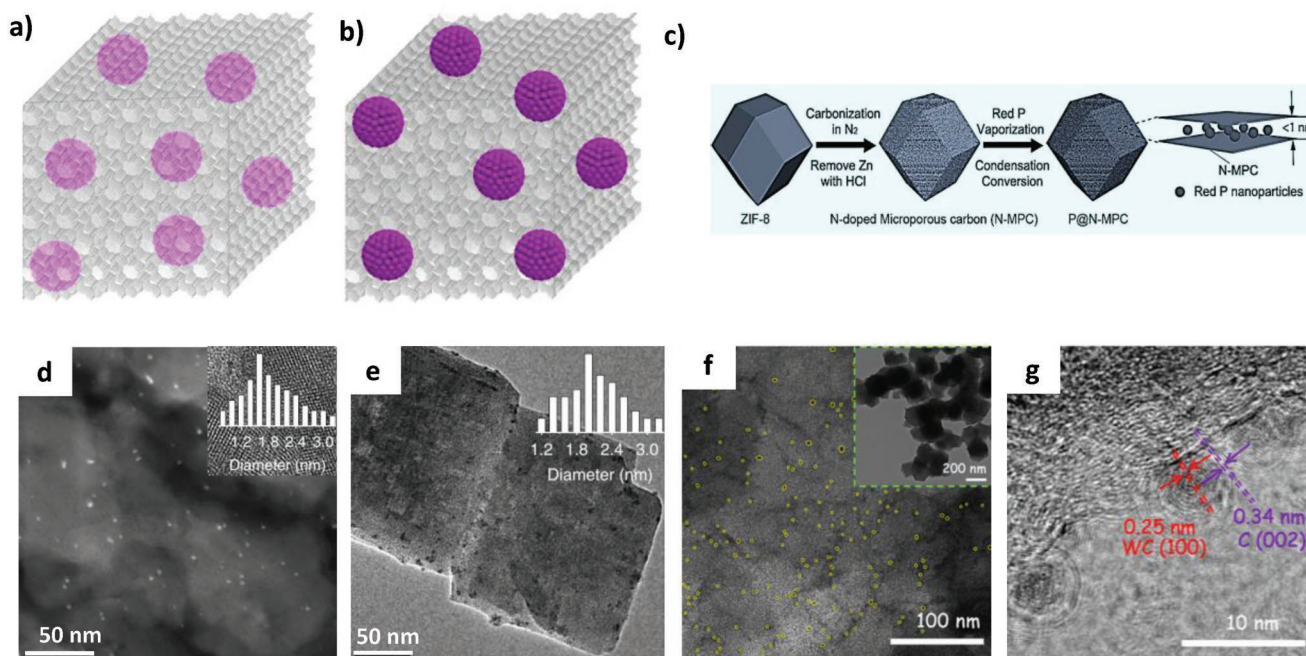 a)
b)
c)
Carbonization
in N₂
Remove Zn
with HCl
Red P
Vaporization
Condensation
Conversion
<1 n
N-MPC
Red P nanoparticles
ZIF-8
N-doped Microporous carbon (N-MPC)
P@N-MPC
d
1.2 1.8 2.4 3.0
Diameter (nm)
50 nm
e
1.2 1.8 2.4 3.0
Diameter (nm)
50 nm
f
200 nm
100 nm
g
0.25 nm
WC (100)
0.34 nm
C (002)
10 nm